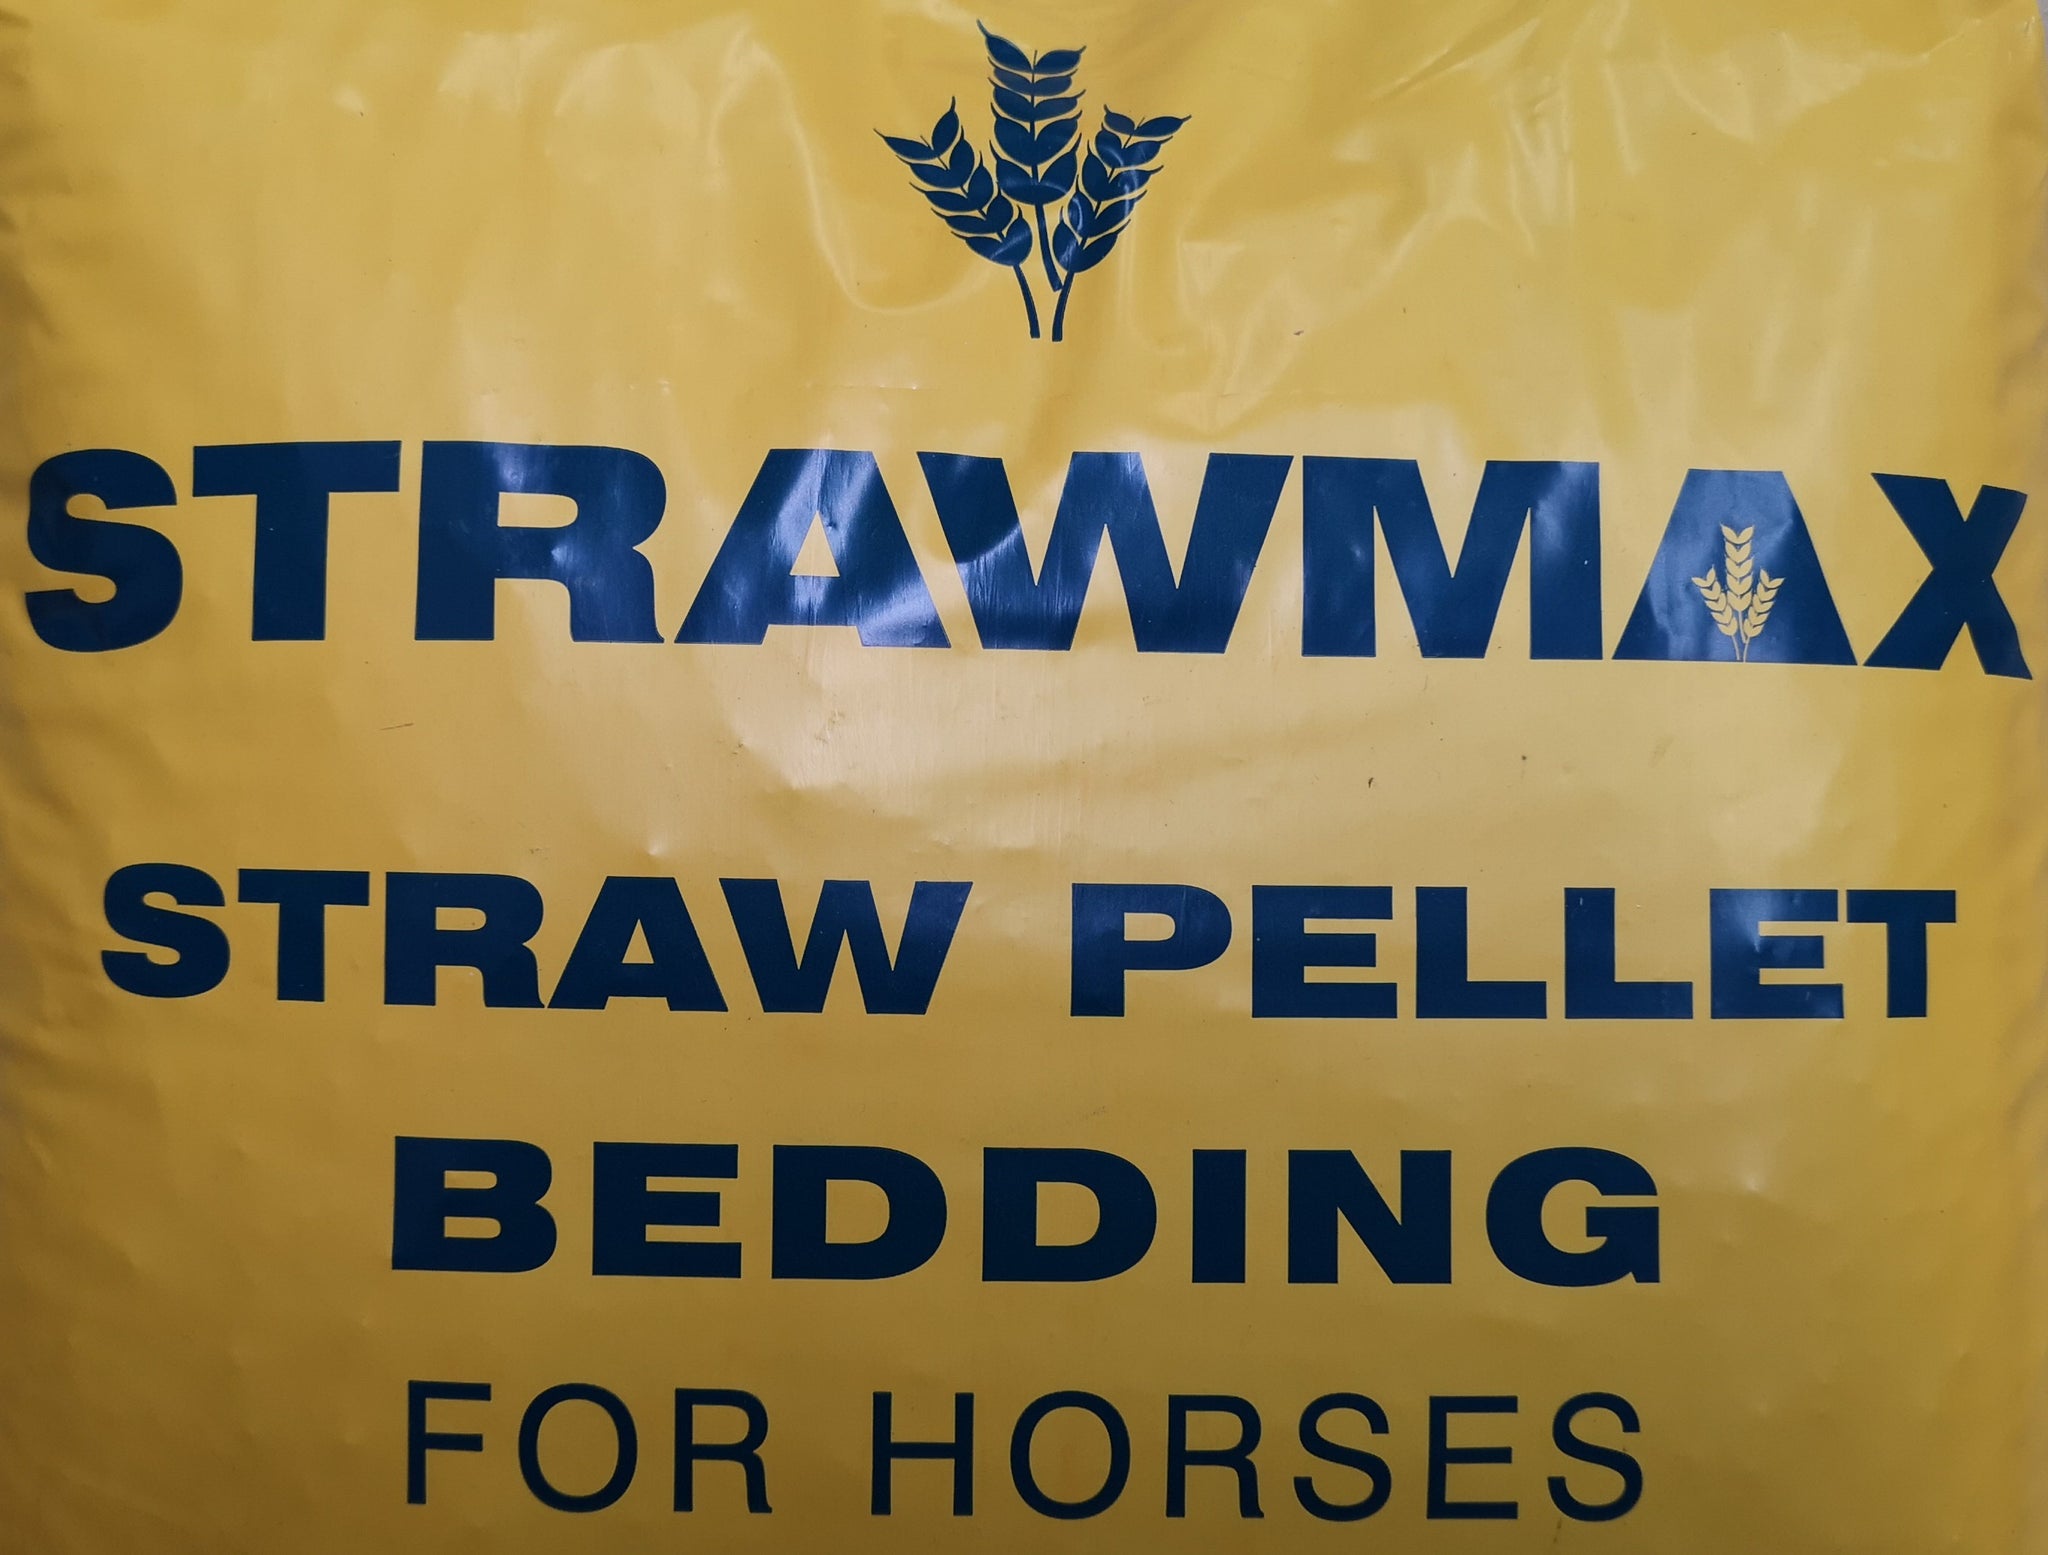 STRAWMAX
STRAW PELLET
BEDDING
FOR HORSES